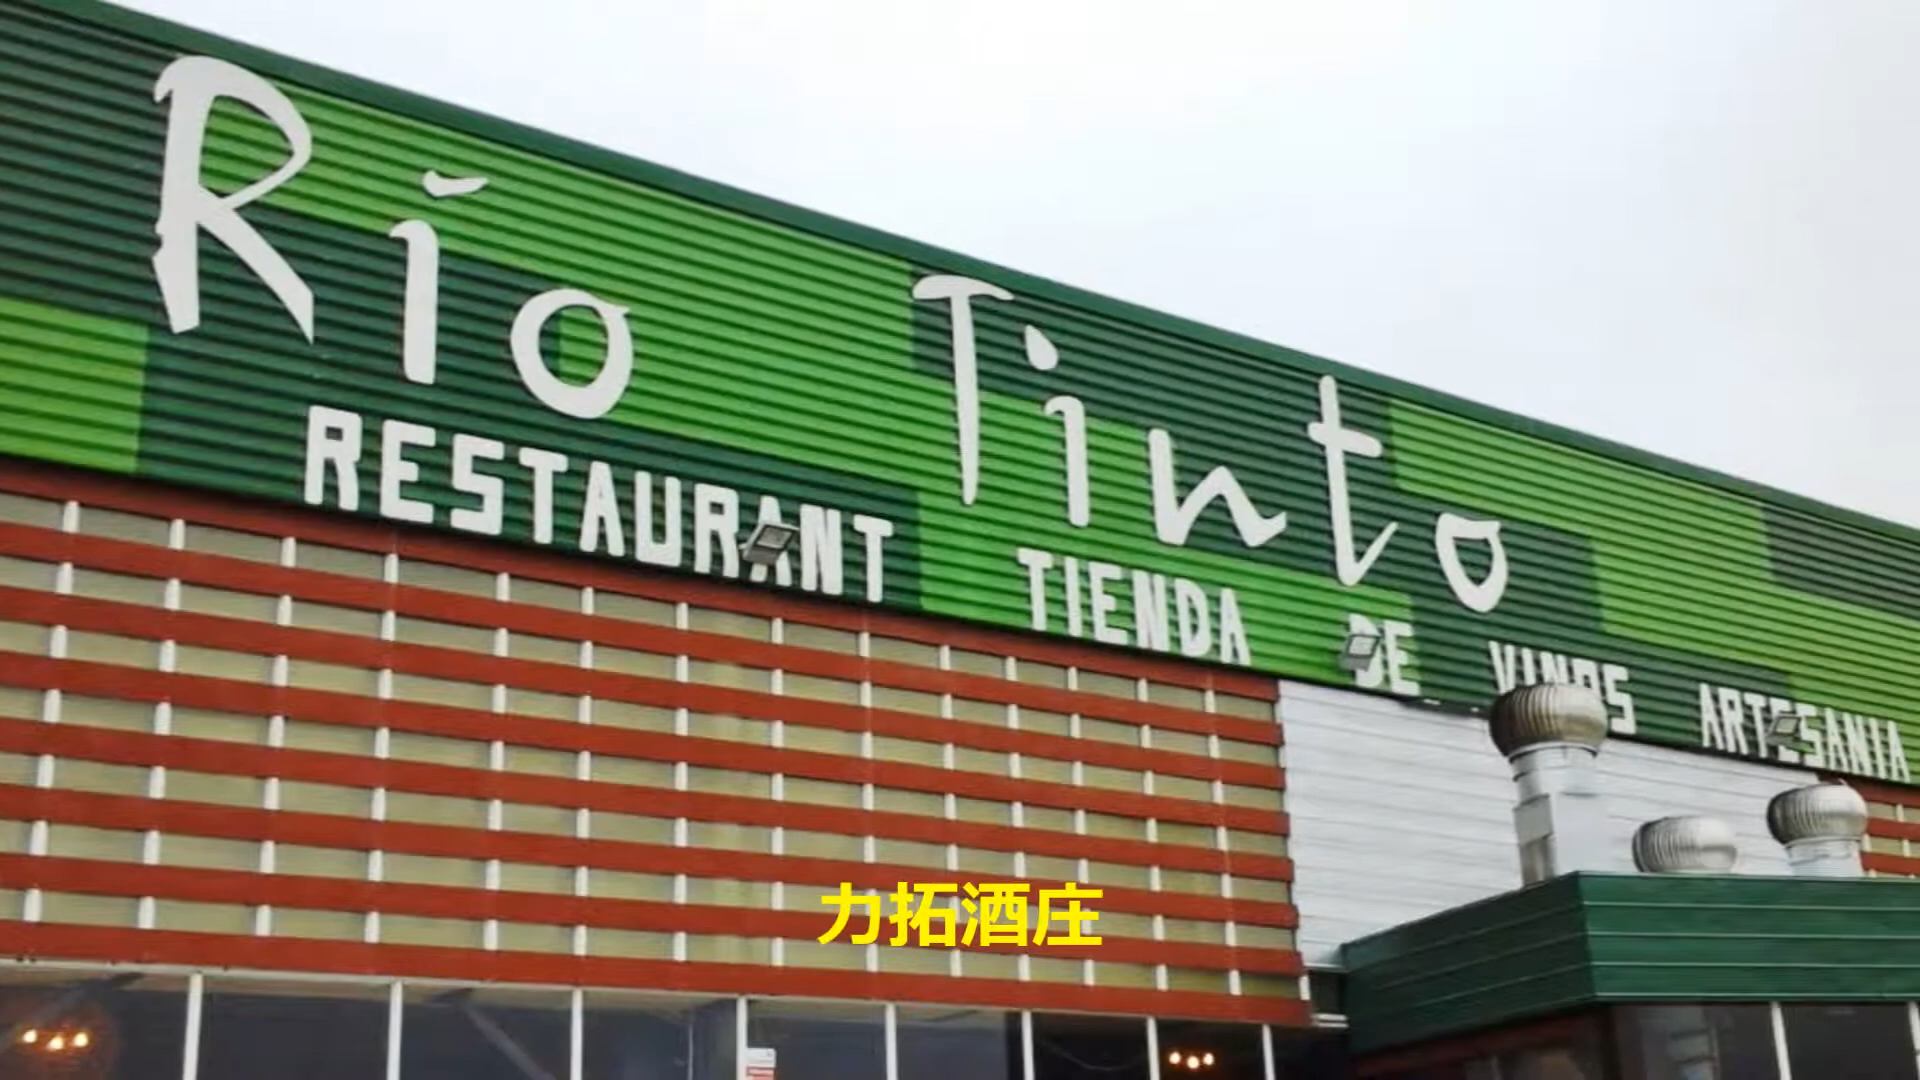 Río Tinto
RESTAURANT TIENDA DE VINOS ARTESANIA
力拓酒庄